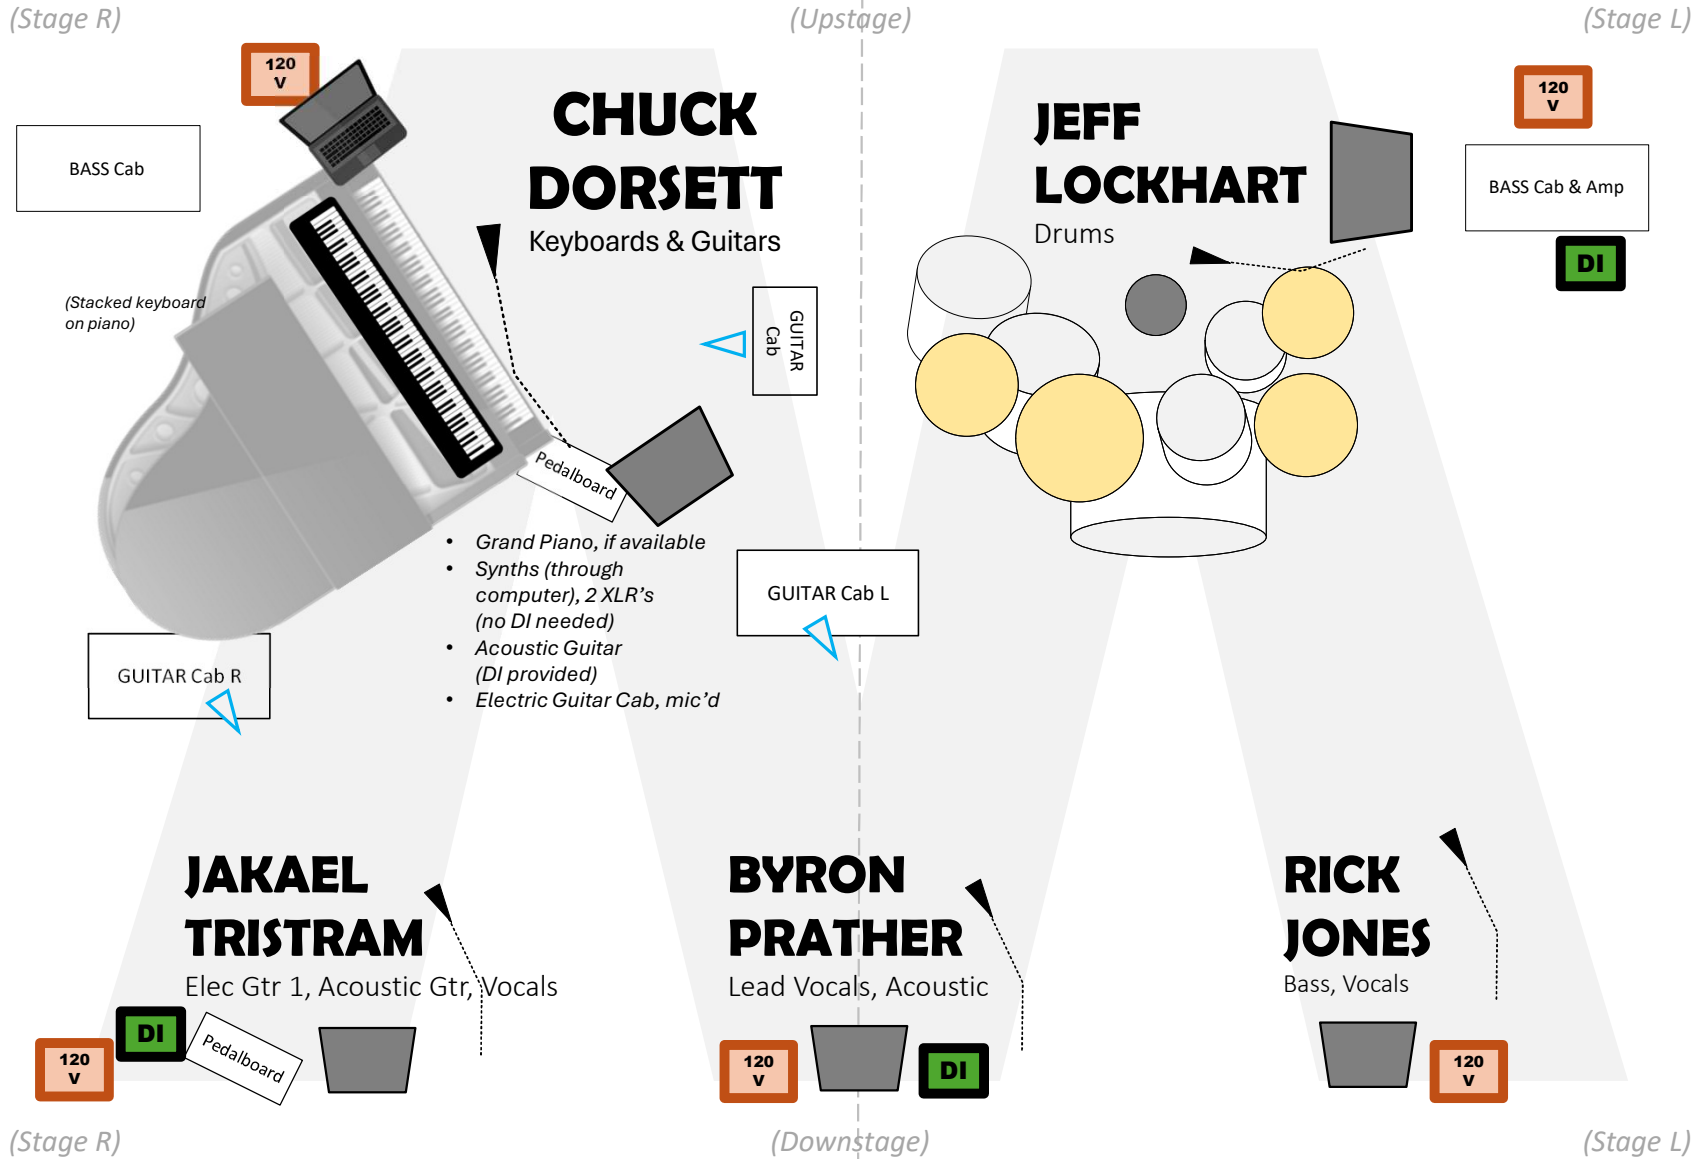 (Stage R)
(Upstage)
(Stage L)
120
V
CHUCK
DORSETT
Keyboards & Guitars
JEFF
LOCKHART
Drums
120
V
BASS Cab
BASS Cab & Amp
DI
(Stacked keyboard
on piano)
GUITAR
Cab
Pedalboard
• Grand Piano, if available
• Synths (through
computer), 2 XLR’s
(no DI needed)
• Acoustic Guitar
(DI provided)
• Electric Guitar Cab, mic’d
GUITAR Cab L
GUITAR Cab R
JAKAEL
TRISTRAM
Elec Gtr 1, Acoustic Gtr, Vocals
DI
120
V
Pedalboard
BYRON
PRATHER
Lead Vocals, Acoustic
120
V
DI
RICK
JONES
Bass, Vocals
120
V
(Stage R)
(Downstage)
(Stage L)